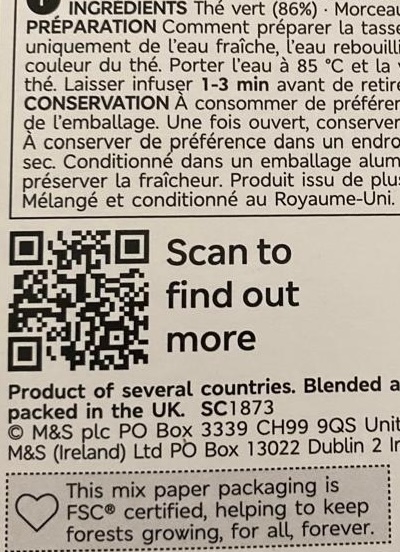 INGRÉDIENTS Thé vert (86%) · Morceau
PRÉPARATION Comment préparer la tasse
uniquement de l'eau fraîche, l'eau rebouilli
couleur du thé. Porter l'eau à 85 °C et la v
thé. Laisser infuser 1-3 min avant de retire
CONSERVATION À consommer de préférer
de l'emballage. Une fois ouvert, conserver
À conserver de préférence dans un endro
sec. Conditionné dans un emballage alum
préserver la fraîcheur. Produit issu de plus
Mélangé et conditionné au Royaume-Uni.
Scan to
find out
more
Product of several countries. Blended a
packed in the UK. SC1873
© M&S plc PO Box 3339 CH99 9QS Unit
M&S (Ireland) Ltd PO Box 13022 Dublin 2 Ir
This mix paper packaging is
FSC® certified, helping to keep
forests growing, for all, forever.